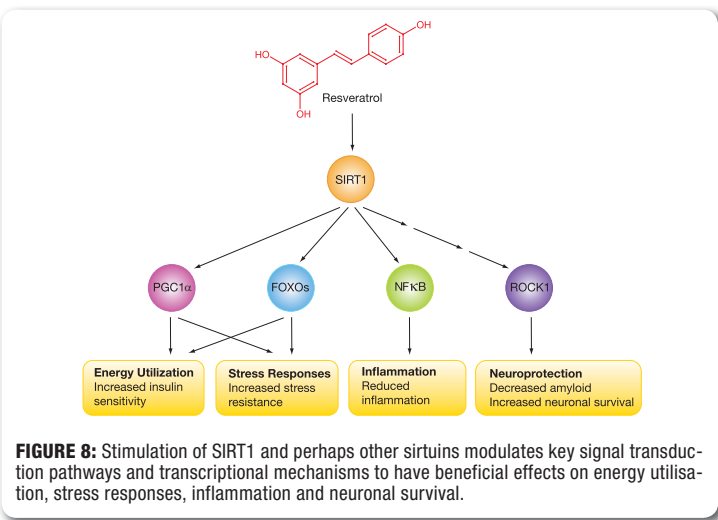 OH
HO
OH
Resveratrol
SIRT1
PGC1α
FOXOs
NFκB
ROCK1
Energy Utilization
Increased insulin
sensitivity
Stress Responses
Increased stress
resistance
Inflammation
Reduced
inflammation
Neuroprotection
Decreased amyloid
Increased neuronal survival
FIGURE 8: Stimulation of SIRT1 and perhaps other sirtuins modulates key signal transduc-
tion pathways and transcriptional mechanisms to have beneficial effects on energy utilisa-
tion, stress responses, inflammation and neuronal survival.